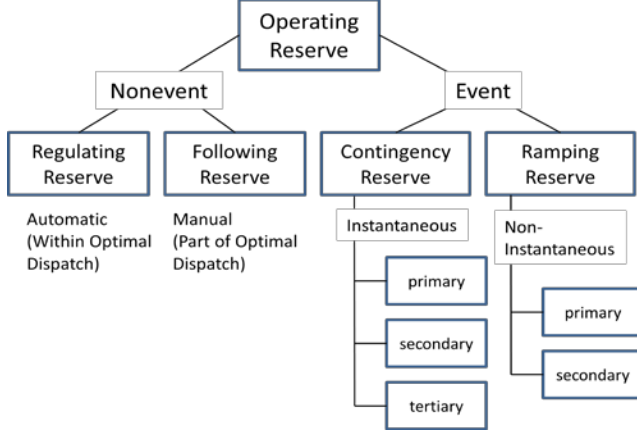 Operating
Reserve
Nonevent
Event
Regulating
Reserve
Following
Reserve
Contingency
Reserve
Ramping
Reserve
Automatic
(Within Optimal
Dispatch)
Manual
(Part of Optimal
Dispatch)
Instantaneous
Non-
Instantaneous
primary
secondary
tertiary
primary
secondary